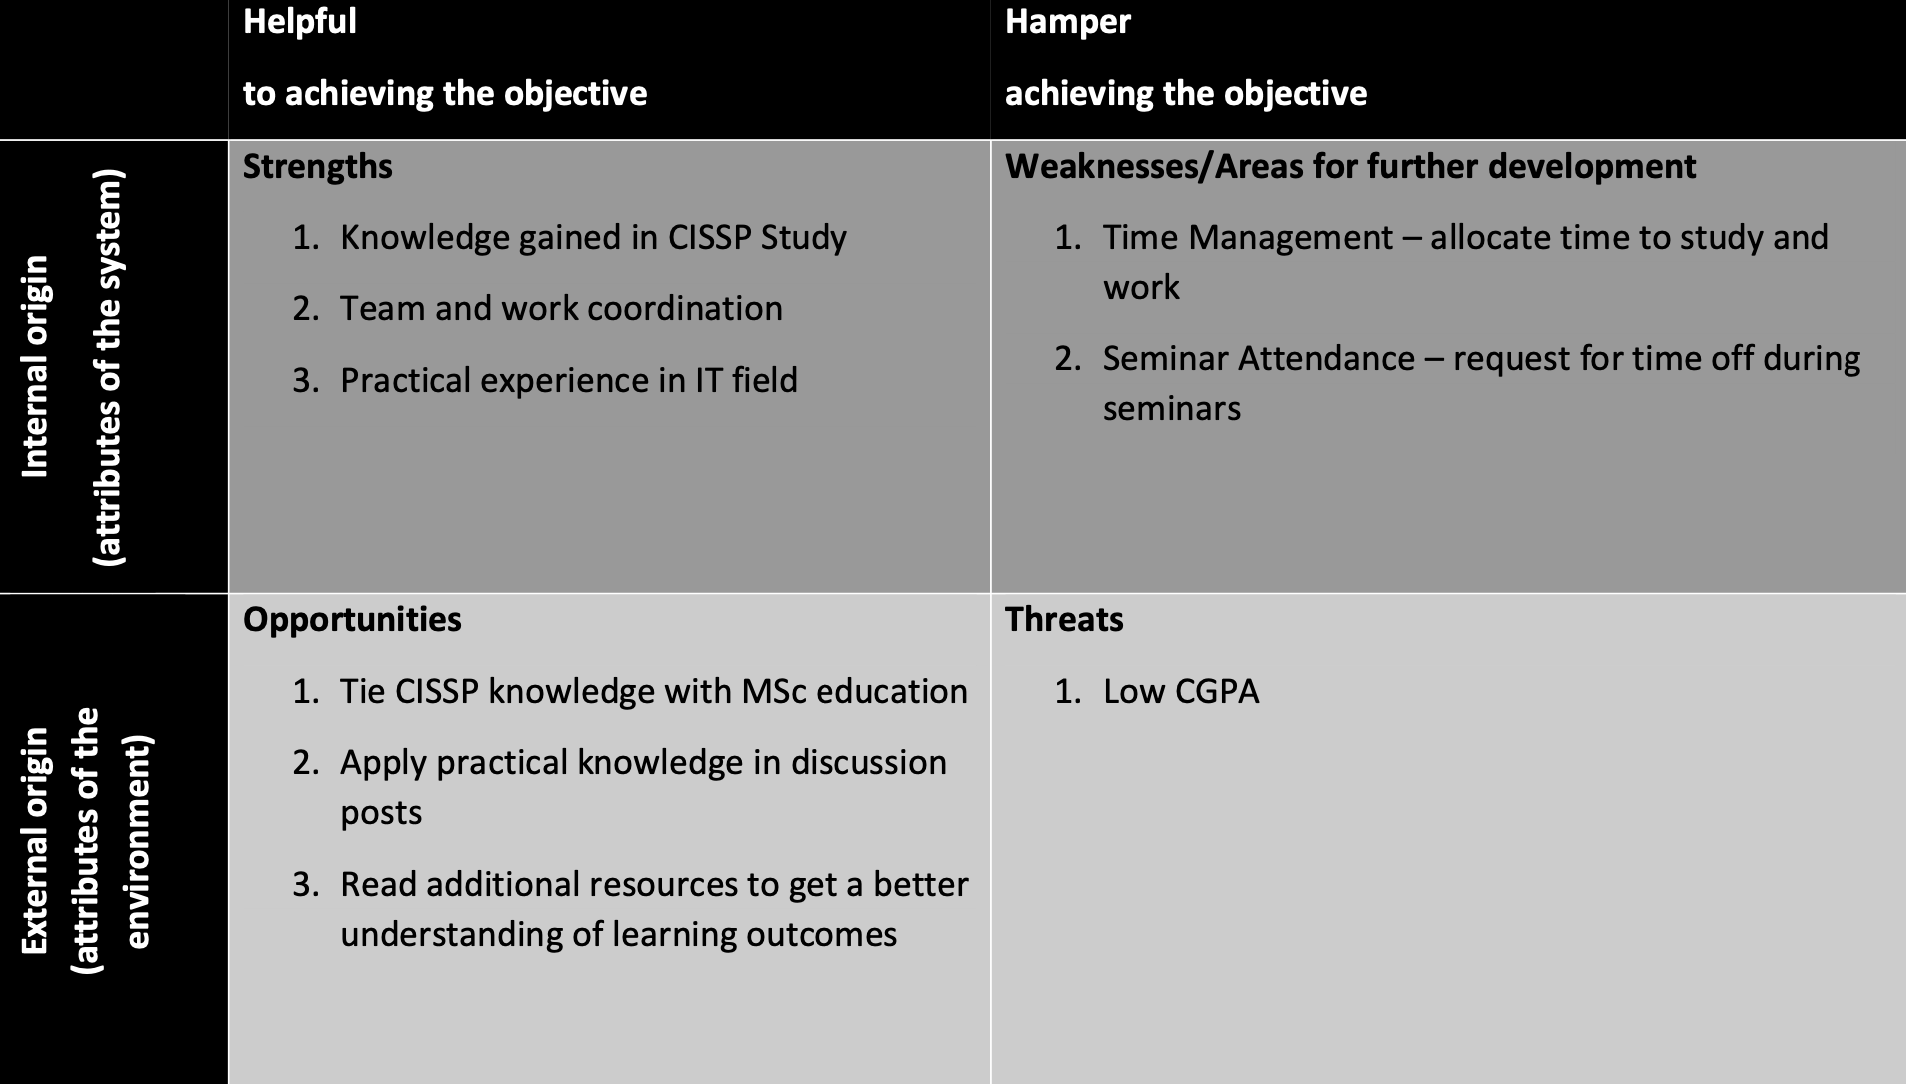 Helpful
to achieving the objective
Hamper
achieving the objective
Internal origin
(attributes of the system)
Strengths
1. Knowledge gained in CISSP Study
2. Team and work coordination
3. Practical experience in IT field
Weaknesses/Areas for further development
1. Time Management – allocate time to study and
work
2. Seminar Attendance – request for time off during
seminars
External origin
(attributes of the
environment)
Opportunities
1. Tie CISSP knowledge with MSc education
2. Apply practical knowledge in discussion
posts
3. Read additional resources to get a better
understanding of learning outcomes
Threats
1. Low CGPA